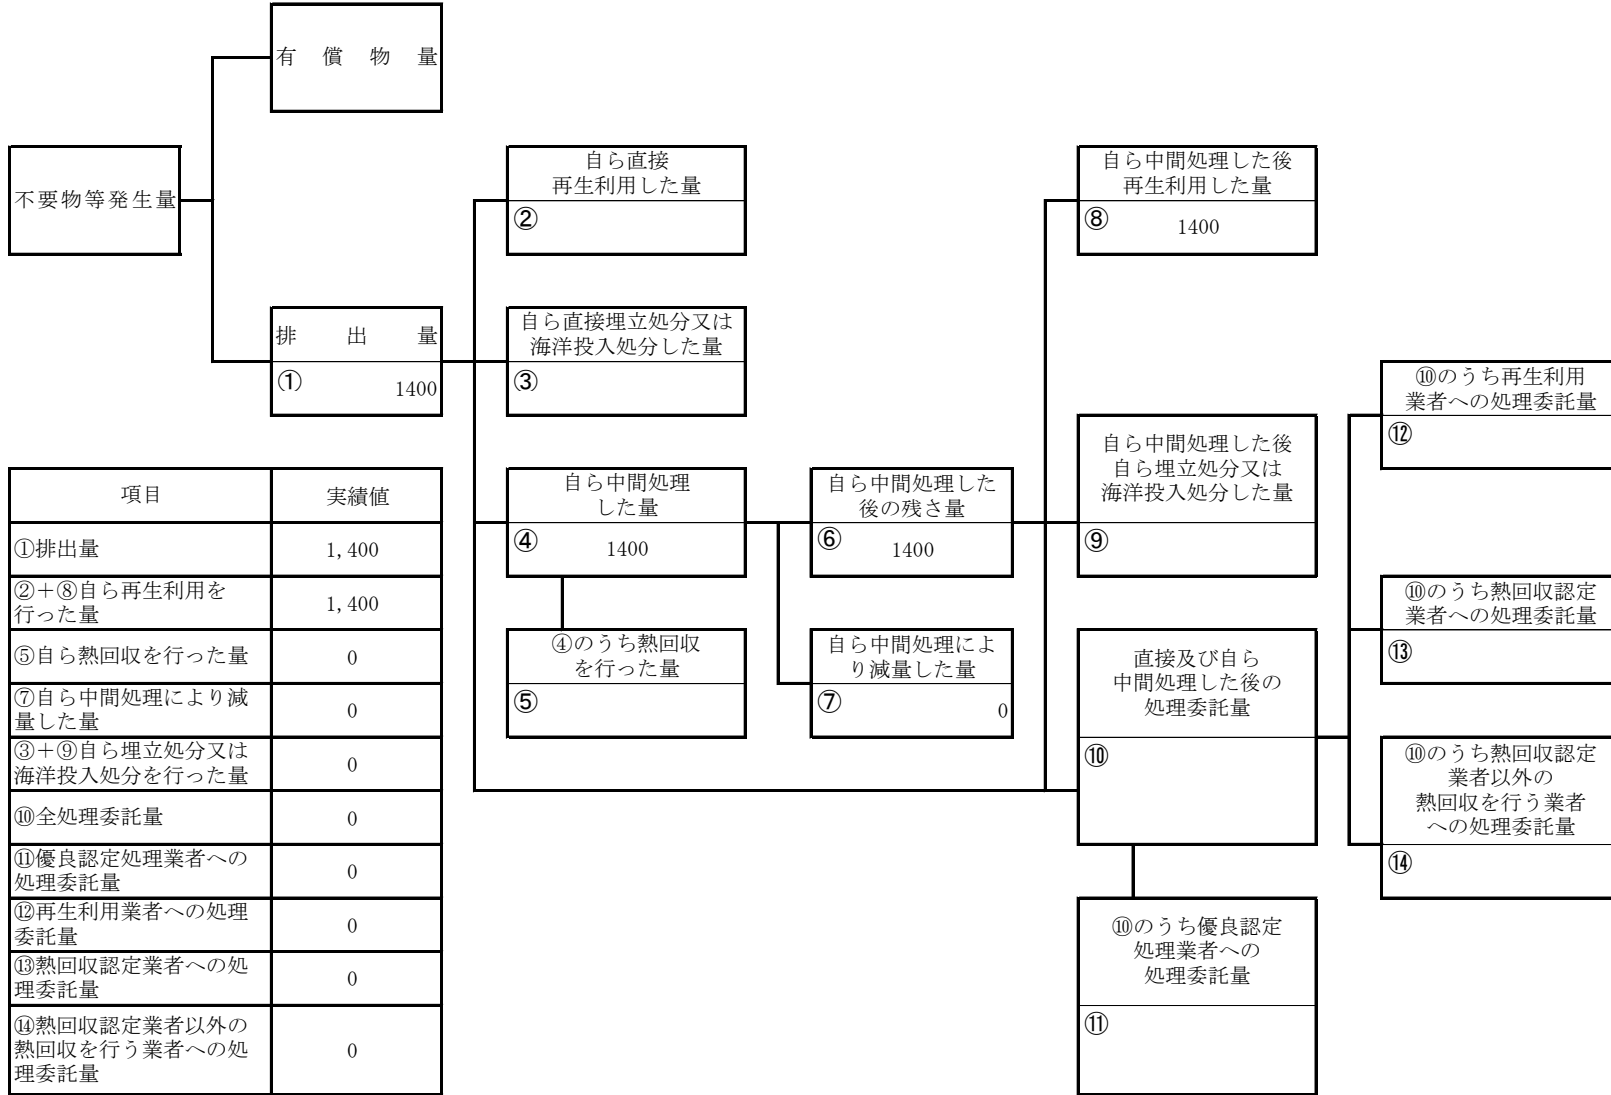 有償物量
不要物等発生量
排出量
① 1400
自ら直接
再生利用した量
②
自ら直接埋立処分又は
海洋投入処分した量
③
自ら中間処理
した量
④ 1400
④のうち熱回収
を行った量
⑤
自ら中間処理した
後の残さ量
⑥ 1400
自ら中間処理によ
り減量した量
⑦ 0
自ら中間処理した後
再生利用した量
⑧ 1400
自ら中間処理した後
自ら埋立処分又は
海洋投入処分した量
⑨
直接及び自ら
中間処理した後の
処理委託量
⑩
⑩のうち優良認定
処理業者への
処理委託量
⑪
⑩のうち再生利用
業者への処理委託量
⑫
⑩のうち熱回収認定
業者への処理委託量
⑬
⑩のうち熱回収認定
業者以外の
熱回収を行う業者
への処理委託量
⑭
項目 実績値
①排出量 1,400
②+⑧自ら再生利用を
行った量 1,400
⑤自ら熱回収を行った量 0
⑦自ら中間処理により減
量した量 0
③+⑨自ら埋立処分又は
海洋投入処分を行った量 0
⑩全処理委託量 0
⑪優良認定処理業者への
処理委託量 0
⑫再生利用業者への処理
委託量 0
⑬熱回収認定業者への処
理委託量 0
⑭熱回収認定業者以外の
熱回収を行う業者への処
理委託量 0